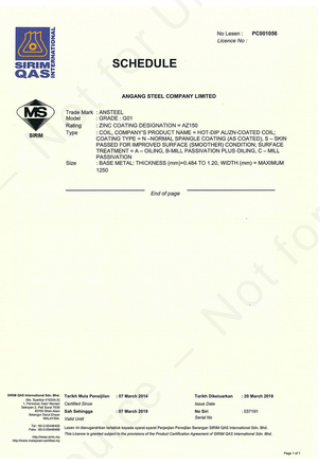 No Lesen : PC001656
Licence No :
SIRIM
QAS
INTERNATIONAL
SCHEDULE
ANGANG STEEL COMPANY LIMITED
MS
SIRIM
Trade Mark : ANSTEEL
Model : GRADE : G01
Rating : ZINC COATING DESIGNATION = AZ150
Type : COIL, COMPANY'S PRODUCT NAME = HOT-DIP AL/ZN-COATED COIL;
COATING TYPE = N –NORMAL SPANGLE COATING (AS COATED), S – SKIN
PASSED FOR IMPROVED SURFACE (SMOOTHER) CONDITION; SURFACE
TREATMENT = A – OILING, B-MILL PASSIVATION PLUS OILING, C – MILL
PASSIVATION
Size : BASE METAL: THICKNESS (mm)=0.484 TO 1.20, WIDTH (mm) = MAXIMUM
1250
End of page
SIRIM QAS International Sdn. Bhd.
Tarikh Mula Pensijilan : 07 March 2014
Certified Since
Sah Sehingga : 07 March 2019
Valid Until
Tarikh Dikeluarkan : 20 March 2018
Issue Date
No Siri : 037191
Serial No
Lesen ini dianugerahkan tertakluk kepada syarat-syarat Perjanjian Pensijilan Barangan SIRIM QAS International Sdn. Bhd.
This Licence is granted subject to the provisions of the Product Certification Agreement of SIRIM QAS International Sdn. Bhd.
Page 1 of 1
Not for